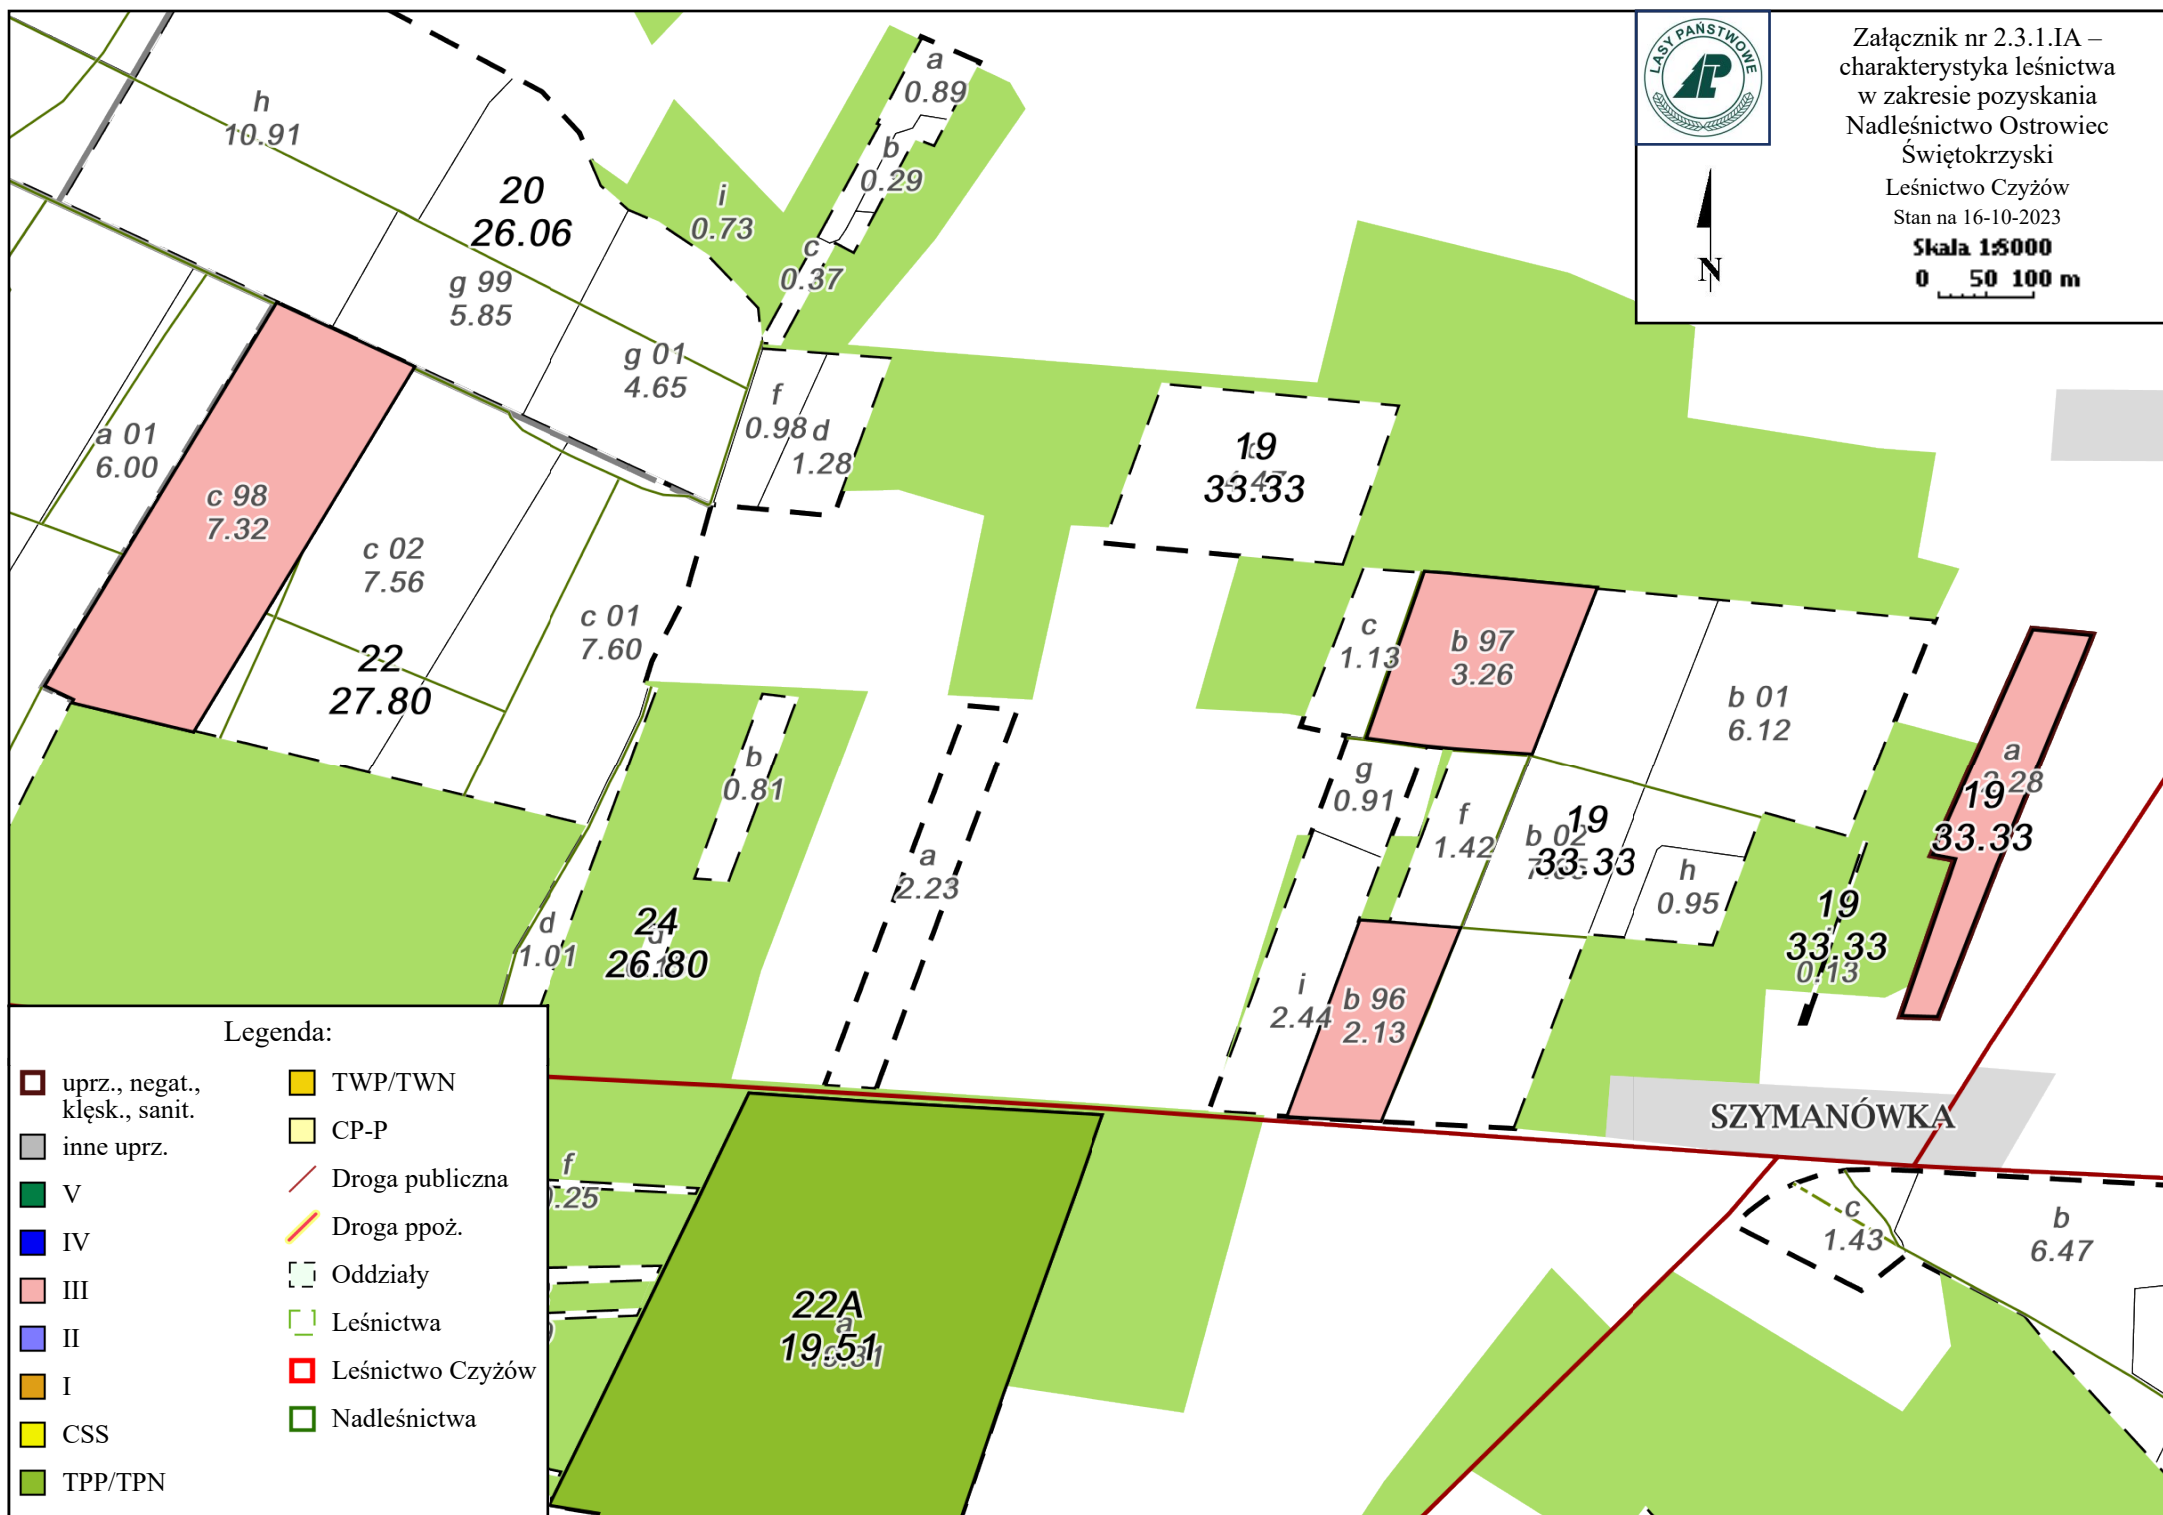 LASY PAŃSTWOWE
Załącznik nr 2.3.1.IA –
charakterystyka leśnictwa
w zakresie pozyskania
Nadleśnictwo Ostrowiec
Świętokrzyski
Leśnictwo Czyżów
Stan na 16-10-2023
Skala 1:5000
0 50 100 m
N
h
10.91
20
26.06
g 99
5.85
g 01
4.65
i
0.73
a
0.89
b
0.29
c
0.37
f
0.98
d
1.28
a 01
6.00
c 98
7.32
c 02
7.56
c 01
7.60
22
27.80
19
33.33
c
1.13
b 97
3.26
b 01
6.12
a
2.28
19
33.33
b
0.81
a
2.23
g
0.91
f
1.42
b 02
19
33.33
h
0.95
19
33.33
0.13
d
1.01
24
26.80
i
2.44
b 96
2.13
SZYMANÓWKA
f
.25
22A
19.51
a
c
1.43
b
6.47
Legenda:
uprz., negat.,
klęsk., sanit.
inne uprz.
V
IV
III
II
I
CSS
TPP/TPN
TWP/TWN
CP-P
Droga publiczna
Droga ppoż.
Oddziały
Leśnictwa
Leśnictwo Czyżów
Nadleśnictwa